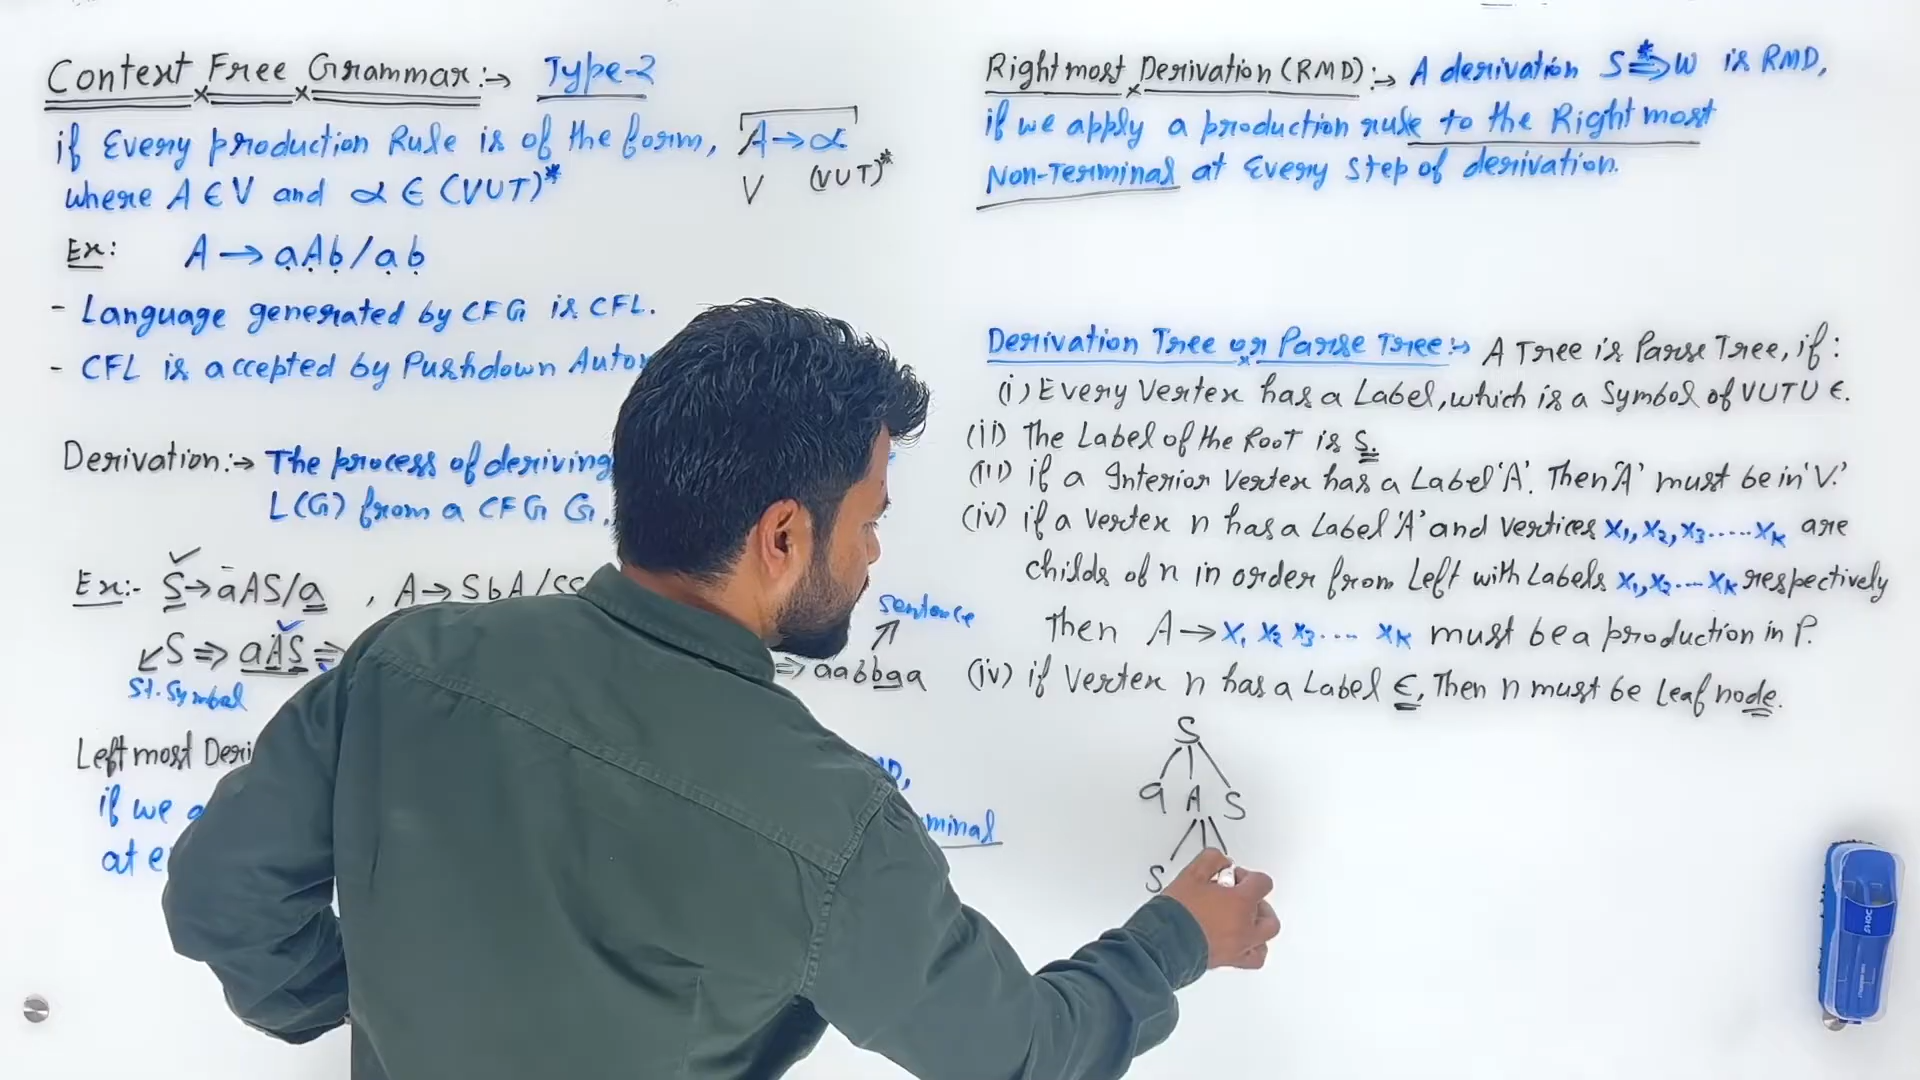 Context Free Grammar :→ Type-2
if Every production Rule is of the form, A → α
where A ∈ V and α ∈ (VUT)* V (VUT)*
Ex: A → aAb / ab
- Language generated by CFG is CFL.
- CFL is accepted by Pushdown
Derivation :→ The process of deriving
L(G) from a CFG G.
Ex:- S → aAS/a , A → SbA/SS
S ⇒ aAS ⇒ ⇒ aabbaa
sentence
St. Symbol
Left most
if we
minal
at
Right most Derivation (RMD) :→ A derivation S ⇒* W is RMD,
if we apply a production rule to the Right most
Non-Terminal at Every Step of derivation.
Derivation Tree or Parse Tree :→ A Tree is Parse Tree, if :
(i) Every Vertex has a Label, which is a Symbol of VUTU ϵ.
(ii) The Label of the Root is S.
(iii) if a Interior Vertex has a Label 'A'. Then 'A' must be in 'V'.
(iv) if a Vertex n has a Label 'A' and Vertices X1, X2, X3.....XK are
childs of n in order from Left with Labels X1, X2 --- XK respectively
Then A → X1 X2 X3 .... XK must be a production in P.
(iv) if Vertex n has a Label ϵ, Then n must be Leaf node.
S
a A S
S